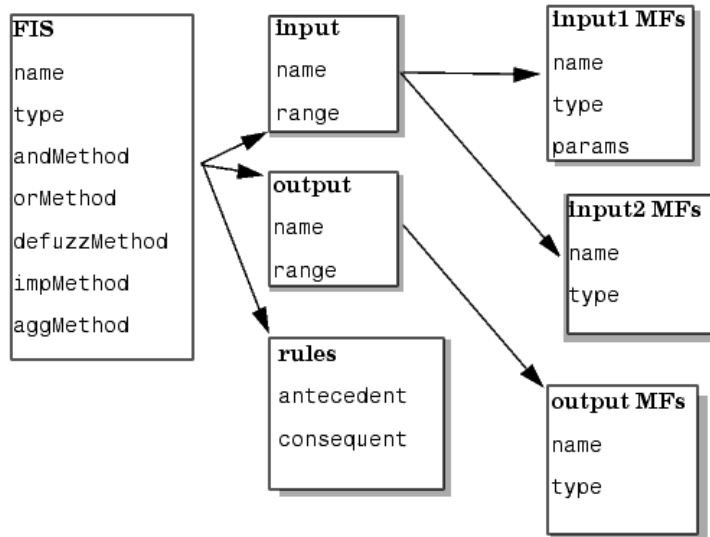 FIS
name
type
andMethod
orMethod
defuzzMethod
impMethod
aggMethod
input
name
range
output
name
range
rules
antecedent
consequent
input1 MFs
name
type
params
input2 MFs
name
type
output MFs
name
type